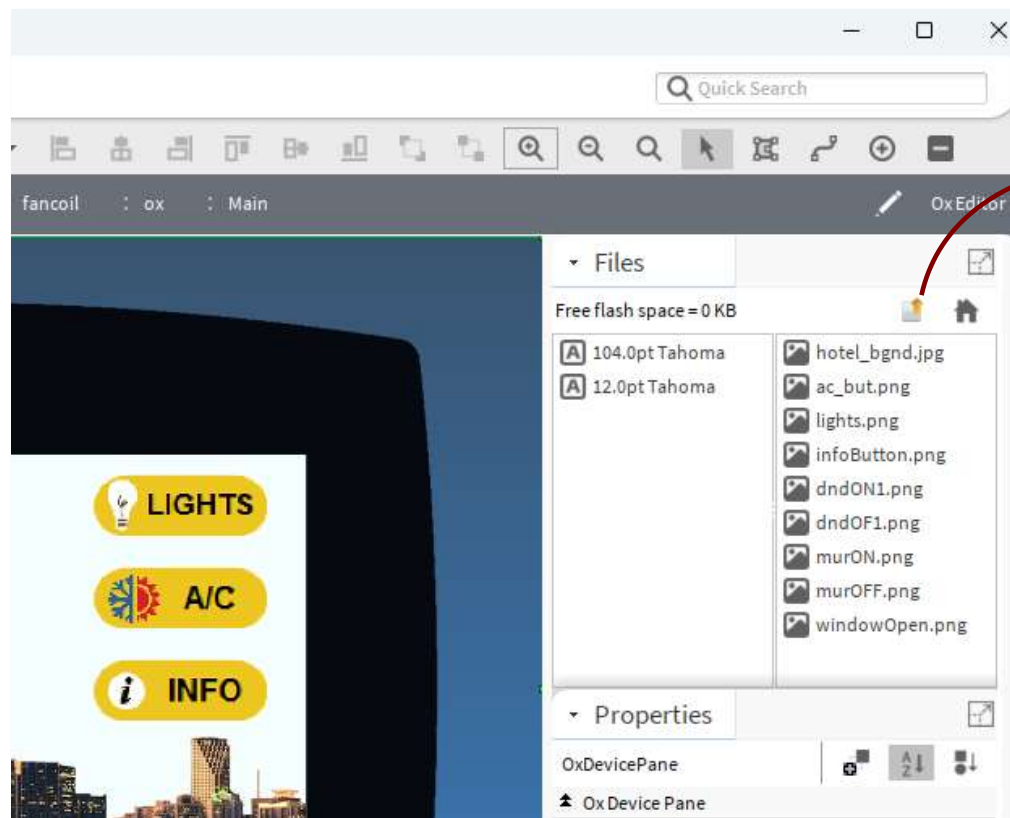 Quick Search
fancoil : ox : Main OxEditor
Files
Free flash space = 0 KB
A 104.0pt Tahoma
A 12.0pt Tahoma
hotel_bgnd.jpg
ac_but.png
lights.png
infoButton.png
dndON1.png
dndOF1.png
murON.png
murOFF.png
windowOpen.png
LIGHTS
A/C
i INFO
Properties
OxDevicePane
A
Z
Ox Device Pane